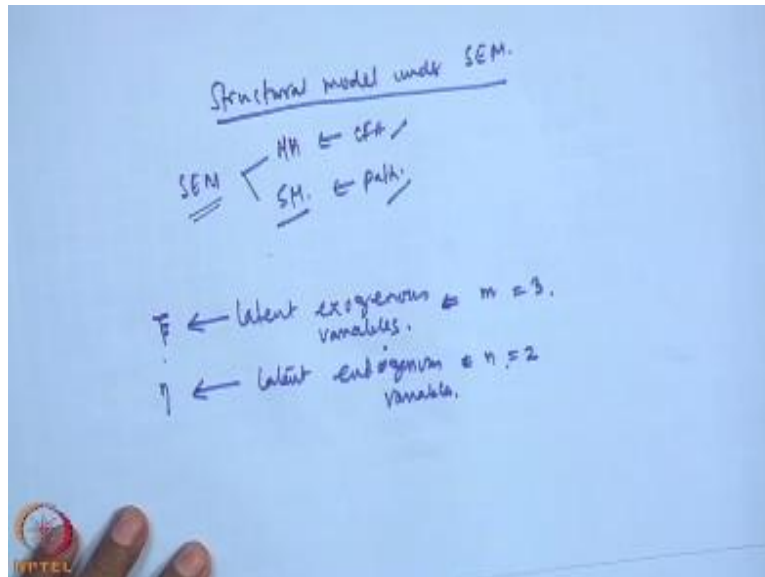 Structural model under SEM.
MM ← CFA
SEM
SM. ← Path.
ξ ← Latent exogenous ← m = 3.
variables.
η ← Latent endogenous ← n = 2
variables.
NPTEL